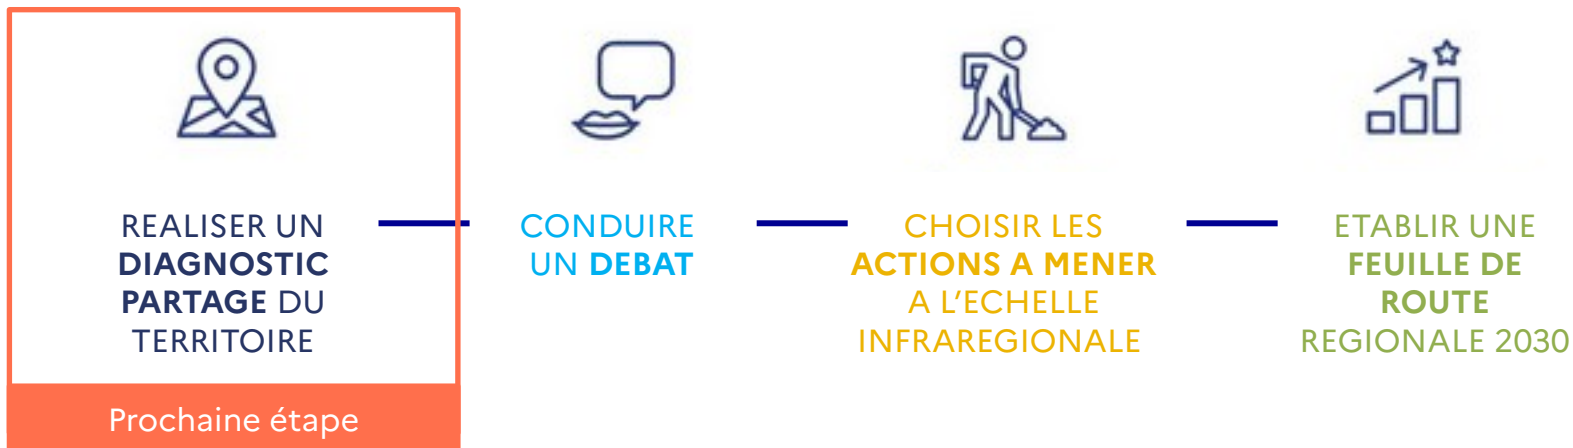 REALISER UN
DIAGNOSTIC
PARTAGE DU
TERRITOIRE
Prochaine étape
CONDUIRE
UN DEBAT
CHOISIR LES
ACTIONS A MENER
A L’ECHELLE
INFRAREGIONALE
ETABLIR UNE
FEUILLE DE
ROUTE
REGIONALE 2030